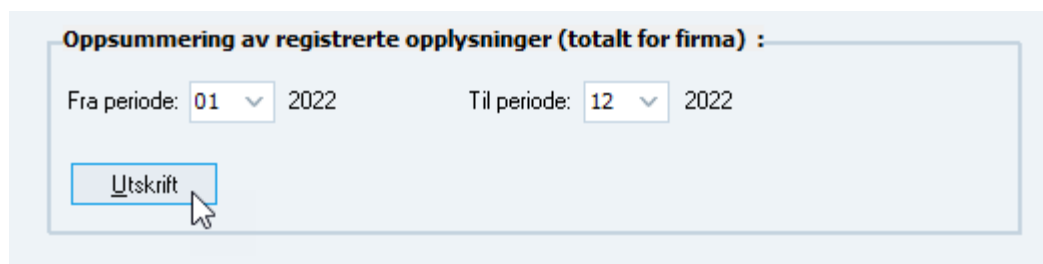 Oppsummering av registrerte opplysninger (totalt for firma) :
Fra periode: 01 2022 Til periode: 12 2022
Utskrift